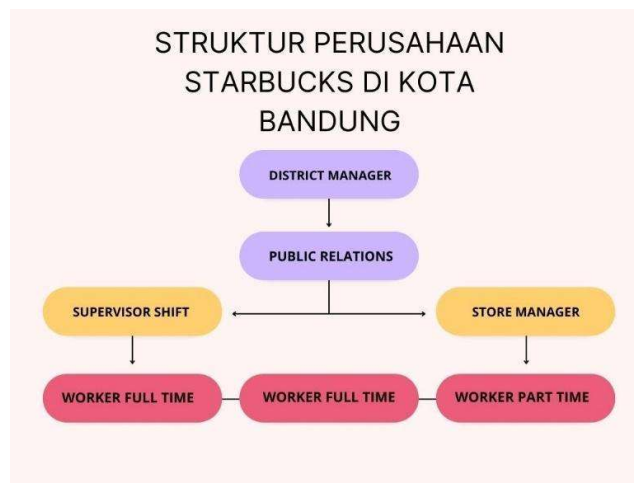 STRUKTUR PERUSAHAAN
STARBUCKS DI KOTA
BANDUNG
DISTRICT MANAGER
PUBLIC RELATIONS
SUPERVISOR SHIFT
STORE MANAGER
WORKER FULL TIME
WORKER FULL TIME
WORKER PART TIME